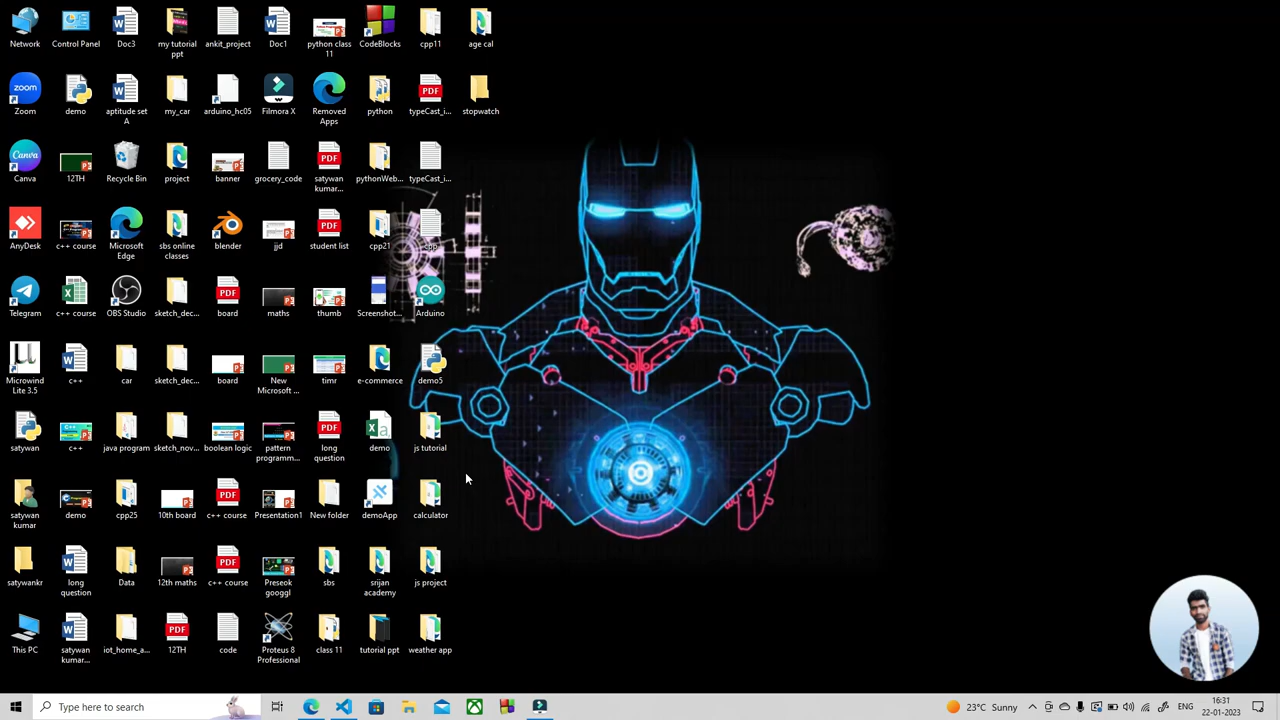 Network
Control Panel
Doc3
my tutorial
ppt
ankit_project
Doc1
python class
11
CodeBlocks
cpp11
age cal
Zoom
demo
aptitude set
A
my_car
arduino_hc05
Filmora X
Removed
Apps
python
typeCast_i...
stopwatch
Canva
12TH
Recycle Bin
project
banner
grocery_code
satywan
kumar...
pythonWeb...
typeCast_i...
AnyDesk
c++ course
Microsoft
Edge
sbs online
classes
blender
jjd
student list
cpp21
cpp
Telegram
c++ course
OBS Studio
sketch_dec...
board
maths
thumb
Screenshot...
Arduino
Microwind
Lite 3.5
c++
car
sketch_dec...
board
New
Microsoft ...
timr
e-commerce
demo5
satywan
c++
java program
sketch_nov...
boolean logic
pattern
programm...
long
question
demo
js tutorial
satywan
kumar
demo
cpp25
10th board
c++ course
Presentation1
New folder
demoApp
calculator
satywankr
long
question
Data
12th maths
c++ course
Preseok
googgl
sbs
srijan
academy
js project
This PC
satywan
kumar...
iot_home_a...
12TH
code
Proteus 8
Professional
class 11
tutorial ppt
weather app
Type here to search
23°C Sunny
ENG
16:31
22-01-2023